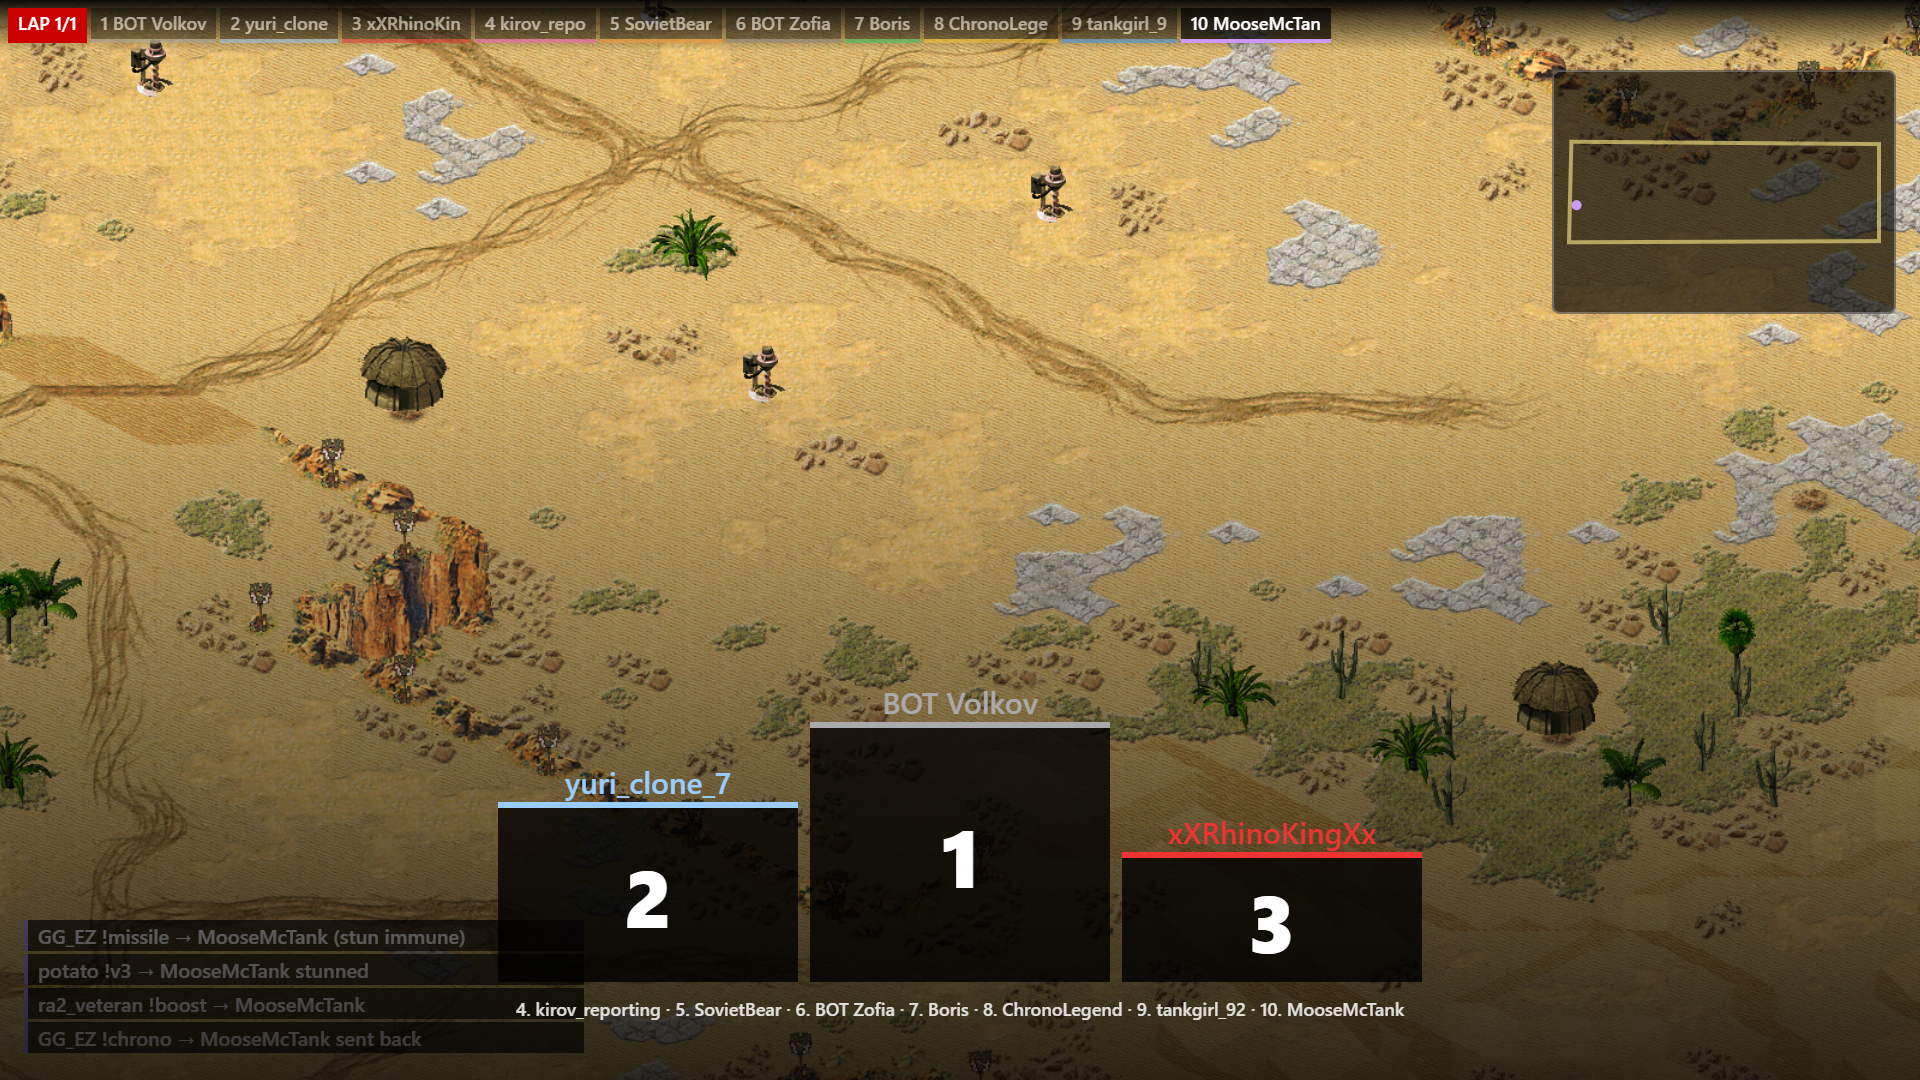 LAP 1/1 1 BOT Volkov 2 yuri_clone 3 xXRhinoKin 4 kirov_repo 5 SovietBear 6 BOT Zofia 7 Boris 8 ChronoLege 9 tankgirl_9 10 MooseMcTan
BOT Volkov
yuri_clone_7
xXRhinoKingXx
1
2
3
GG_EZ !missile → MooseMcTank (stun immune)
potato !v3 → MooseMcTank stunned
ra2_veteran !boost → MooseMcTank
GG_EZ !chrono → MooseMcTank sent back
4. kirov_reporting · 5. SovietBear · 6. BOT Zofia · 7. Boris · 8. ChronoLegend · 9. tankgirl_92 · 10. MooseMcTank